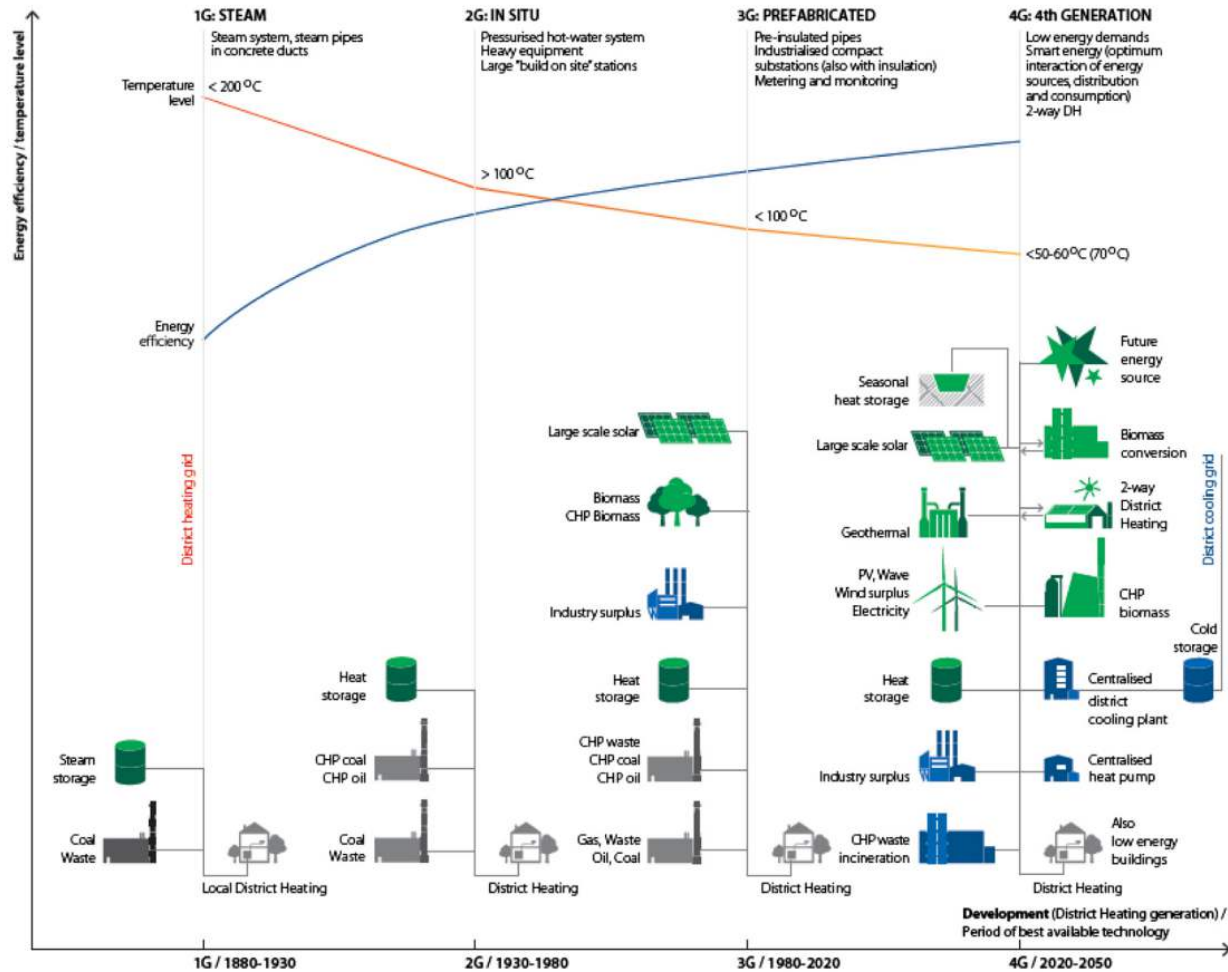 1G: STEAM
Steam system, steam pipes
in concrete ducts
2G: IN SITU
Pressurised hot-water system
Heavy equipment
Large "build on site" stations
3G: PREFABRICATED
Pre-insulated pipes
Industrialised compact
substations (also with insulation)
Metering and monitoring
4G: 4th GENERATION
Low energy demands
Smart energy (optimum
interaction of energy
sources, distribution
and consumption)
2-way DH
Energy efficiency / temperature level
Temperature
level
< 200 °C
> 100 °C
< 100 °C
<50-60°C (70°C)
Energy
efficiency
District heating grid
Steam
storage
Coal
Waste
Local District Heating
Heat
storage
CHP coal
CHP oil
Coal
Waste
District Heating
Large scale solar
Biomass
CHP Biomass
Industry surplus
Heat
storage
CHP waste
CHP coal
CHP oil
Gas, Waste
Oil, Coal
District Heating
Seasonal
heat storage
Large scale solar
Geothermal
PV, Wave
Wind surplus
Electricity
Heat
storage
Industry surplus
CHP waste
incineration
Future
energy
source
Biomass
conversion
2-way
District
Heating
CHP
biomass
Cold
storage
Centralised
district
cooling plant
Centralised
heat pump
Also
low energy
buildings
District Heating
District cooling grid
Development (District Heating generation) /
Period of best available technology
1G / 1880-1930
2G / 1930-1980
3G / 1980-2020
4G / 2020-2050